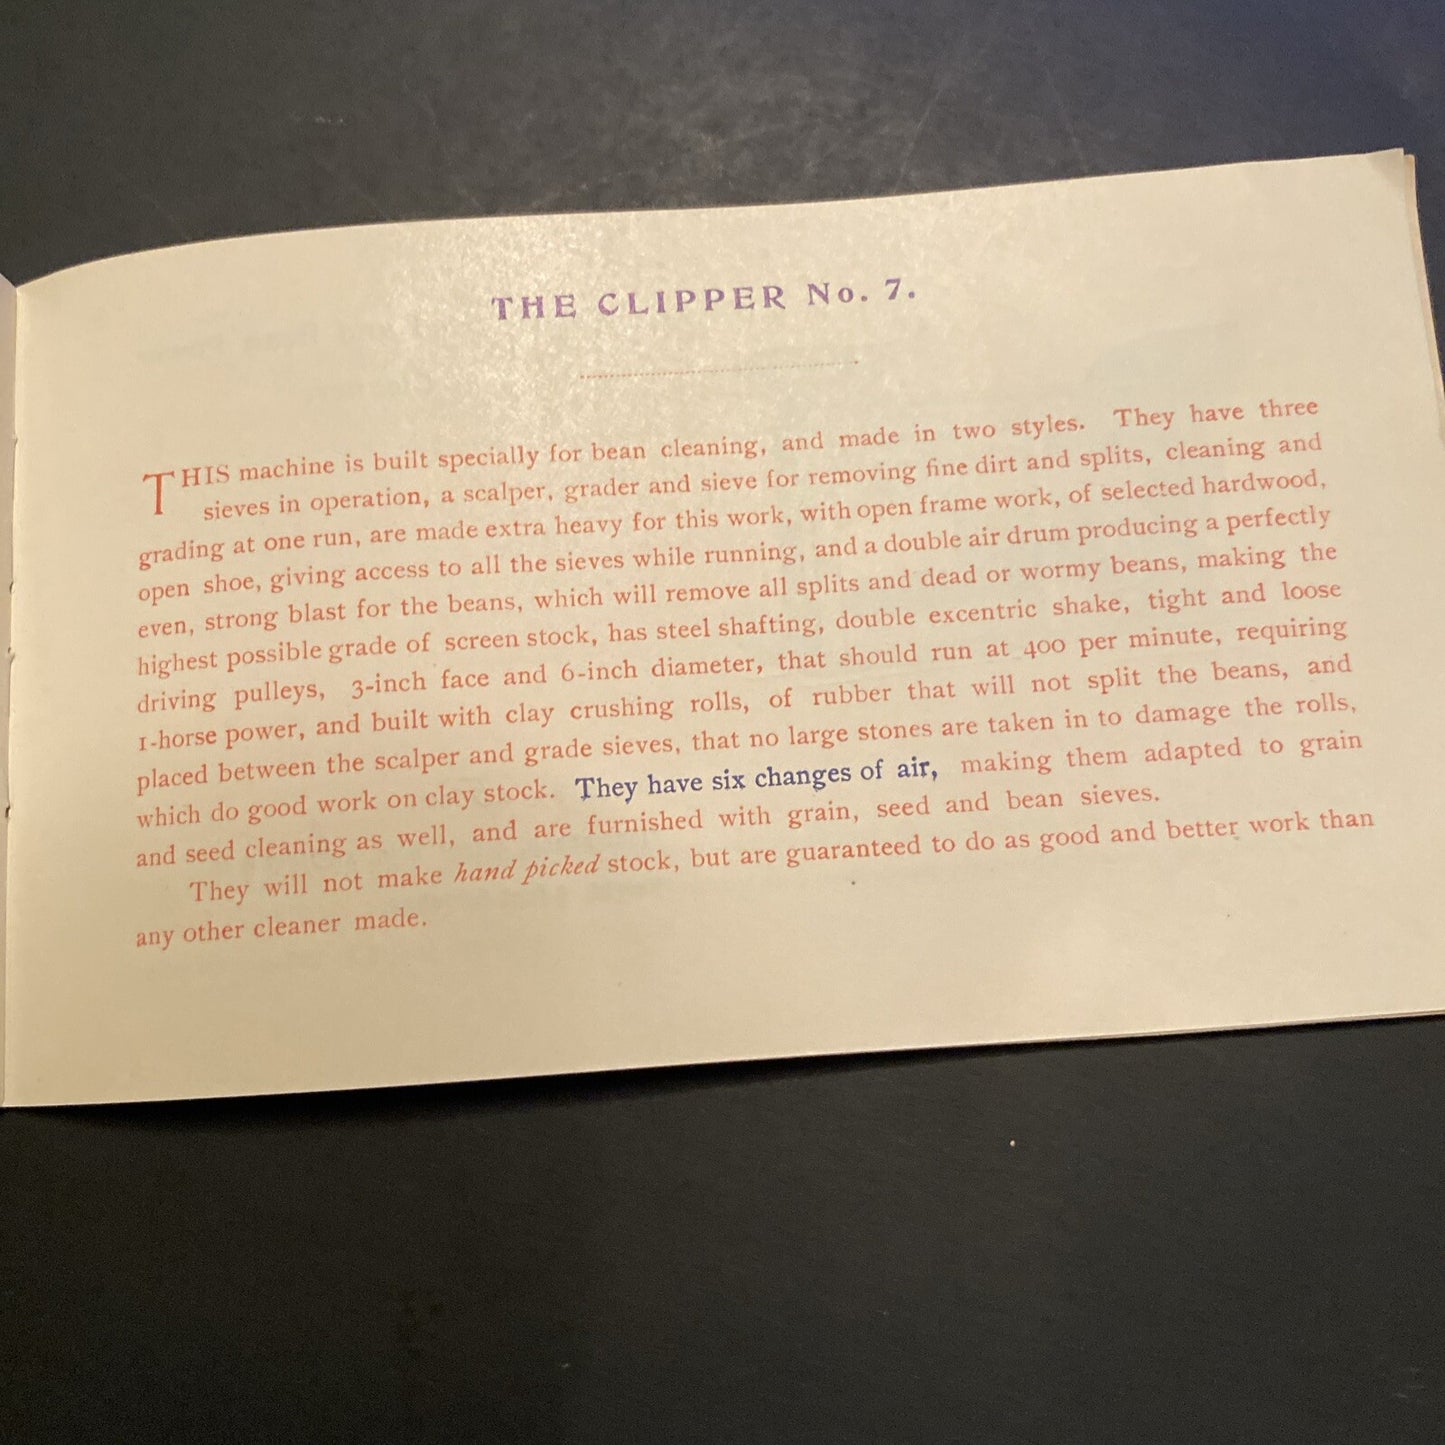 THE CLIPPER No. 7.
THIS machine is built specially for bean cleaning, and made in two styles. They have three
sieves in operation, a scalper, grader and sieve for removing fine dirt and splits, cleaning and
grading at one run, are made extra heavy for this work, with open frame work, of selected hardwood,
open shoe, giving access to all the sieves while running, and a double air drum producing a perfectly
even, strong blast for the beans, which will remove all splits and dead or wormy beans, making the
highest possible grade of screen stock, has steel shafting, double excentric shake, tight and loose
driving pulleys, 3-inch face and 6-inch diameter, that should run at 400 per minute, requiring
1-horse power, and built with clay crushing rolls, of rubber that will not split the beans, and
placed between the scalper and grade sieves, that no large stones are taken in to damage the rolls,
which do good work on clay stock. They have six changes of air, making them adapted to grain
and seed cleaning as well, and are furnished with grain, seed and bean sieves.
They will not make hand picked stock, but are guaranteed to do as good and better work than
any other cleaner made.